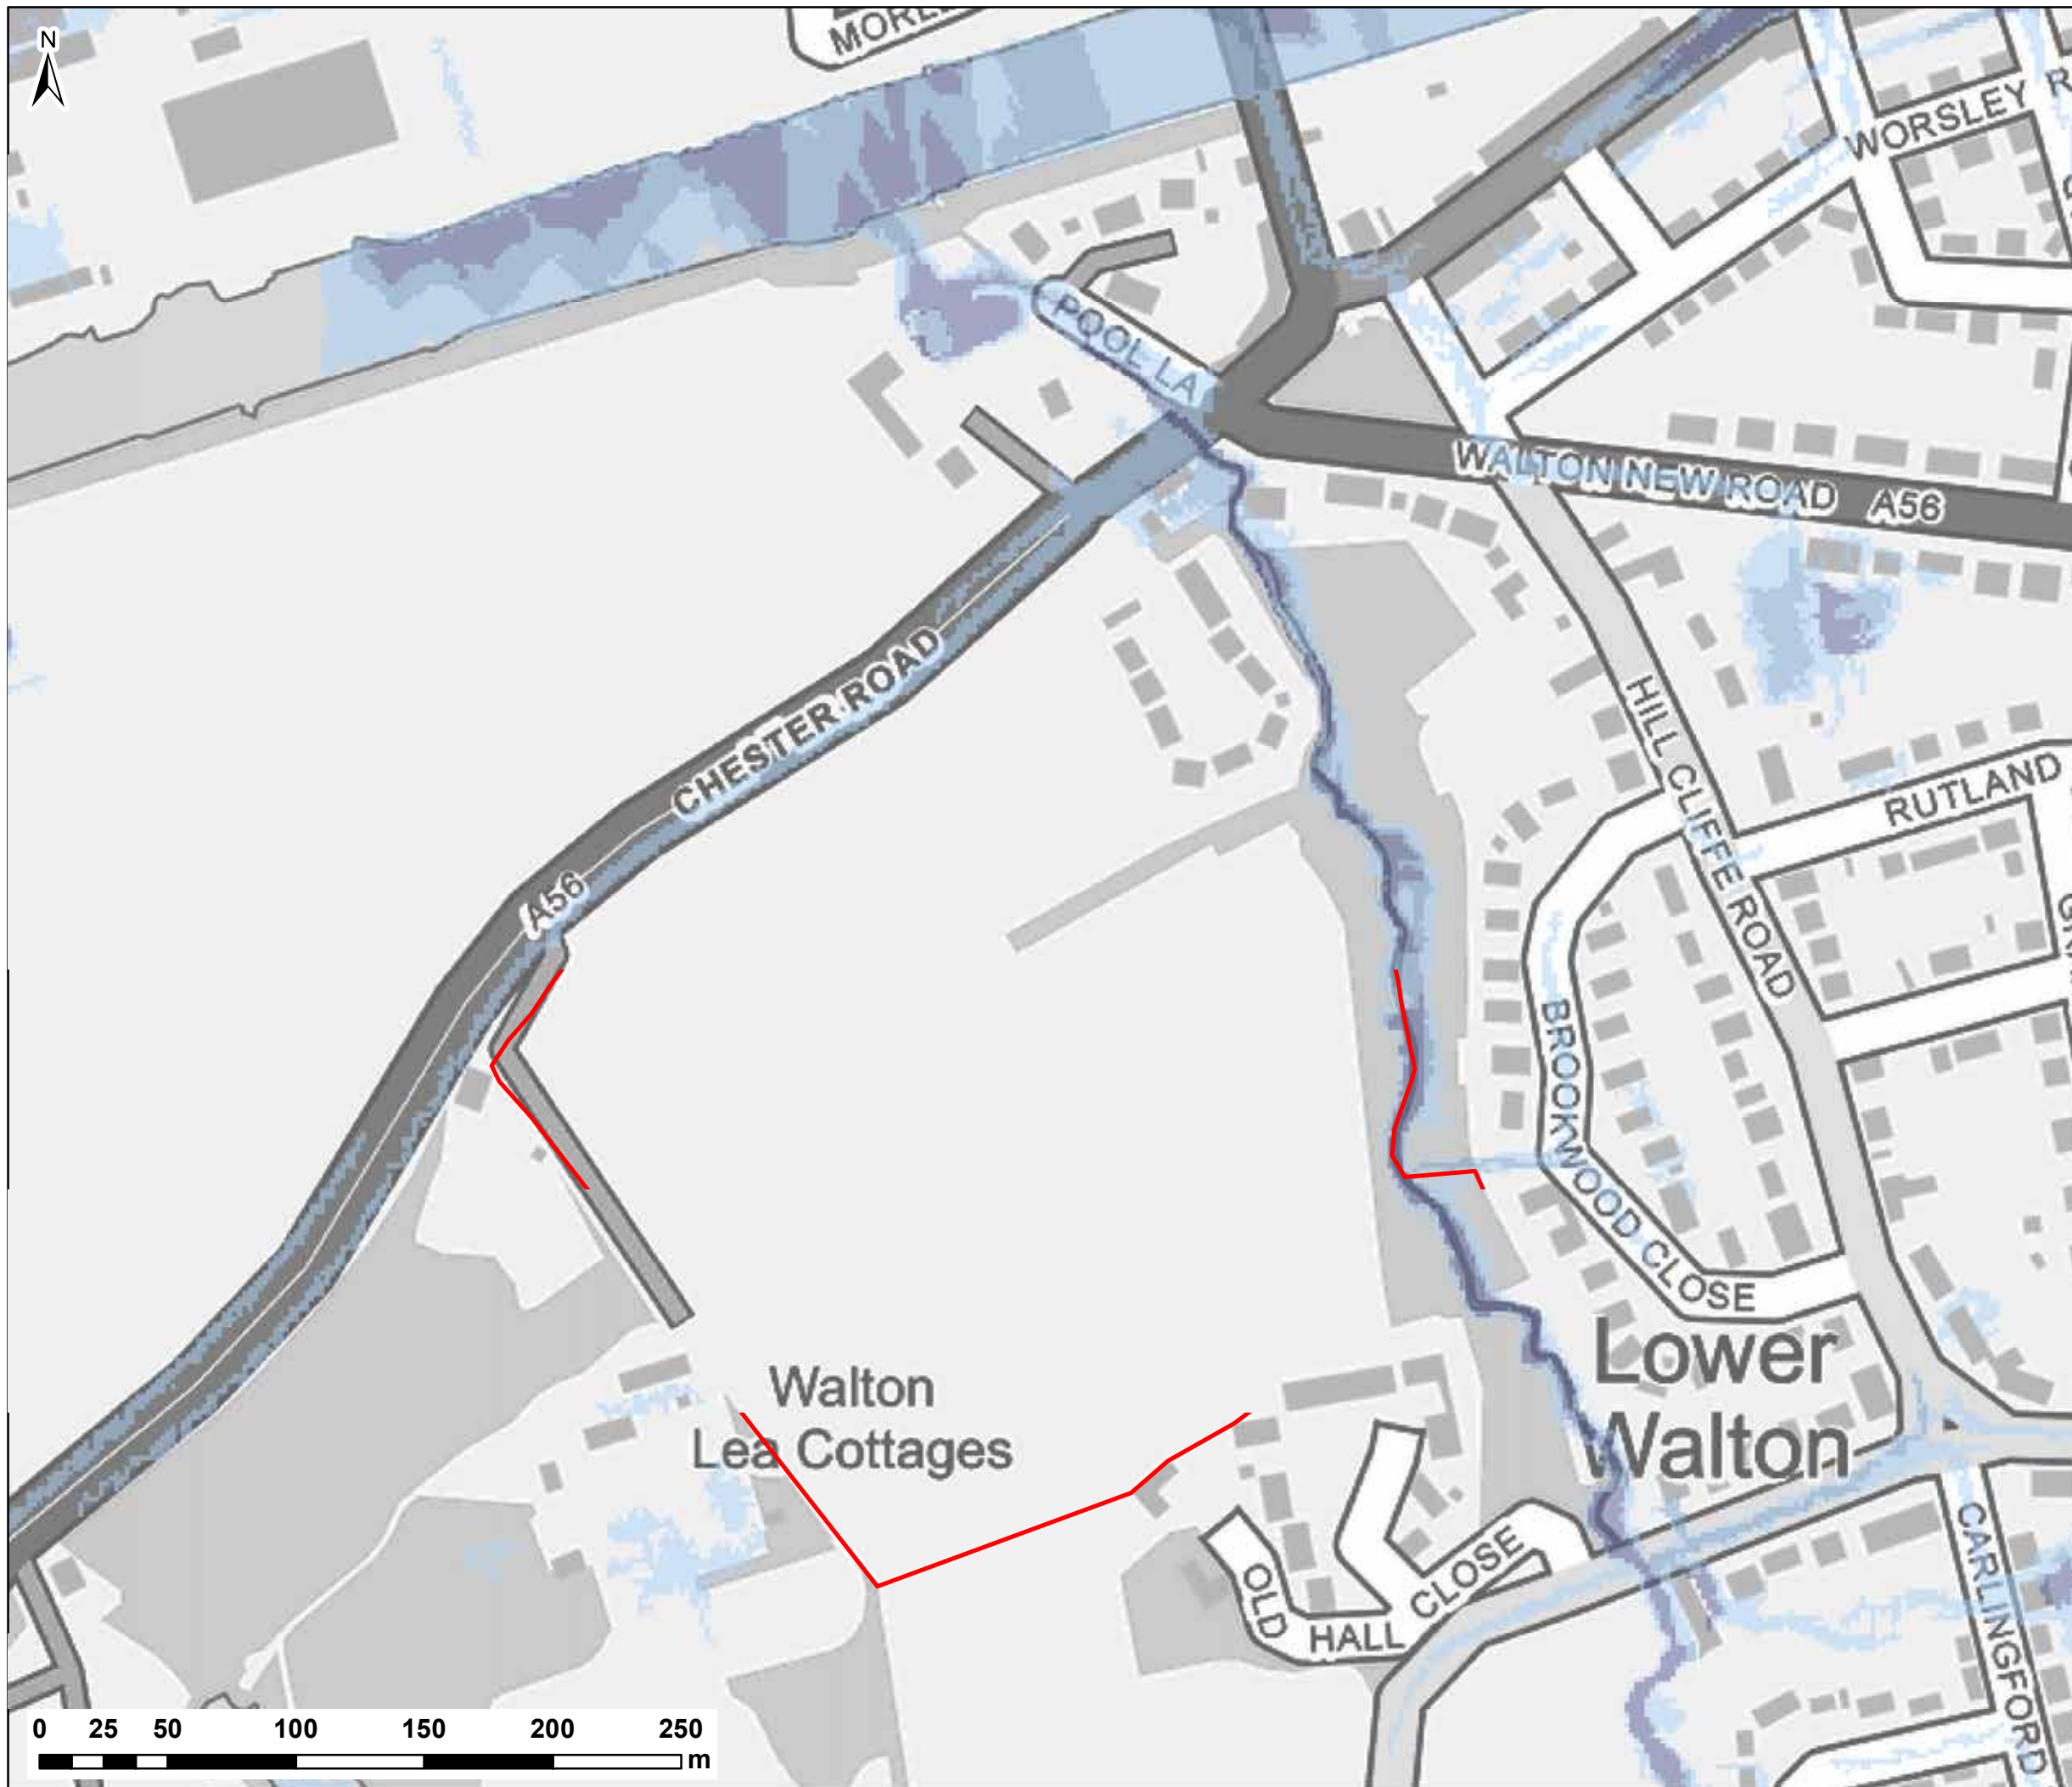 N
WORSLEY
POOL LA
WALTON NEW ROAD A56
CHESTER ROAD
HILL CLIFFE ROAD
RUTLAND
A56
BROOKWOOD CLOSE
Lower
Walton
Walton
Lea Cottages
OLD HALL CLOSE
CARLINGFORD
0 25 50 100 150 200 250
m